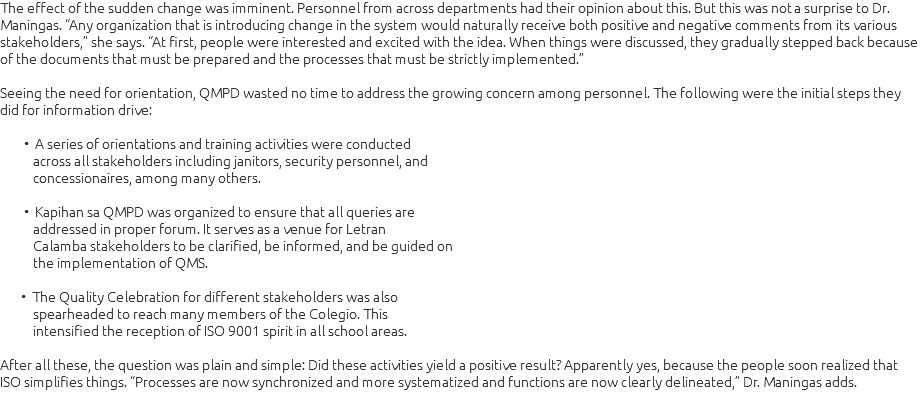 The effect of the sudden change was imminent. Personnel from across departments had their opinion about this. But this was not a surprise to Dr.
Maningas. “Any organization that is introducing change in the system would naturally receive both positive and negative comments from its various
stakeholders,” she says. “At first, people were interested and excited with the idea. When things were discussed, they gradually stepped back because
of the documents that must be prepared and the processes that must be strictly implemented.”
Seeing the need for orientation, QMPD wasted no time to address the growing concern among personnel. The following were the initial steps they
did for information drive:
• A series of orientations and training activities were conducted
across all stakeholders including janitors, security personnel, and
concessionaires, among many others.
• Kapihan sa QMPD was organized to ensure that all queries are
addressed in proper forum. It serves as a venue for Letran
Calamba stakeholders to be clarified, be informed, and be guided on
the implementation of QMS.
• The Quality Celebration for different stakeholders was also
spearheaded to reach many members of the Colegio. This
intensified the reception of ISO 9001 spirit in all school areas.
After all these, the question was plain and simple: Did these activities yield a positive result? Apparently yes, because the people soon realized that
ISO simplifies things. “Processes are now synchronized and more systematized and functions are now clearly delineated,” Dr. Maningas adds.